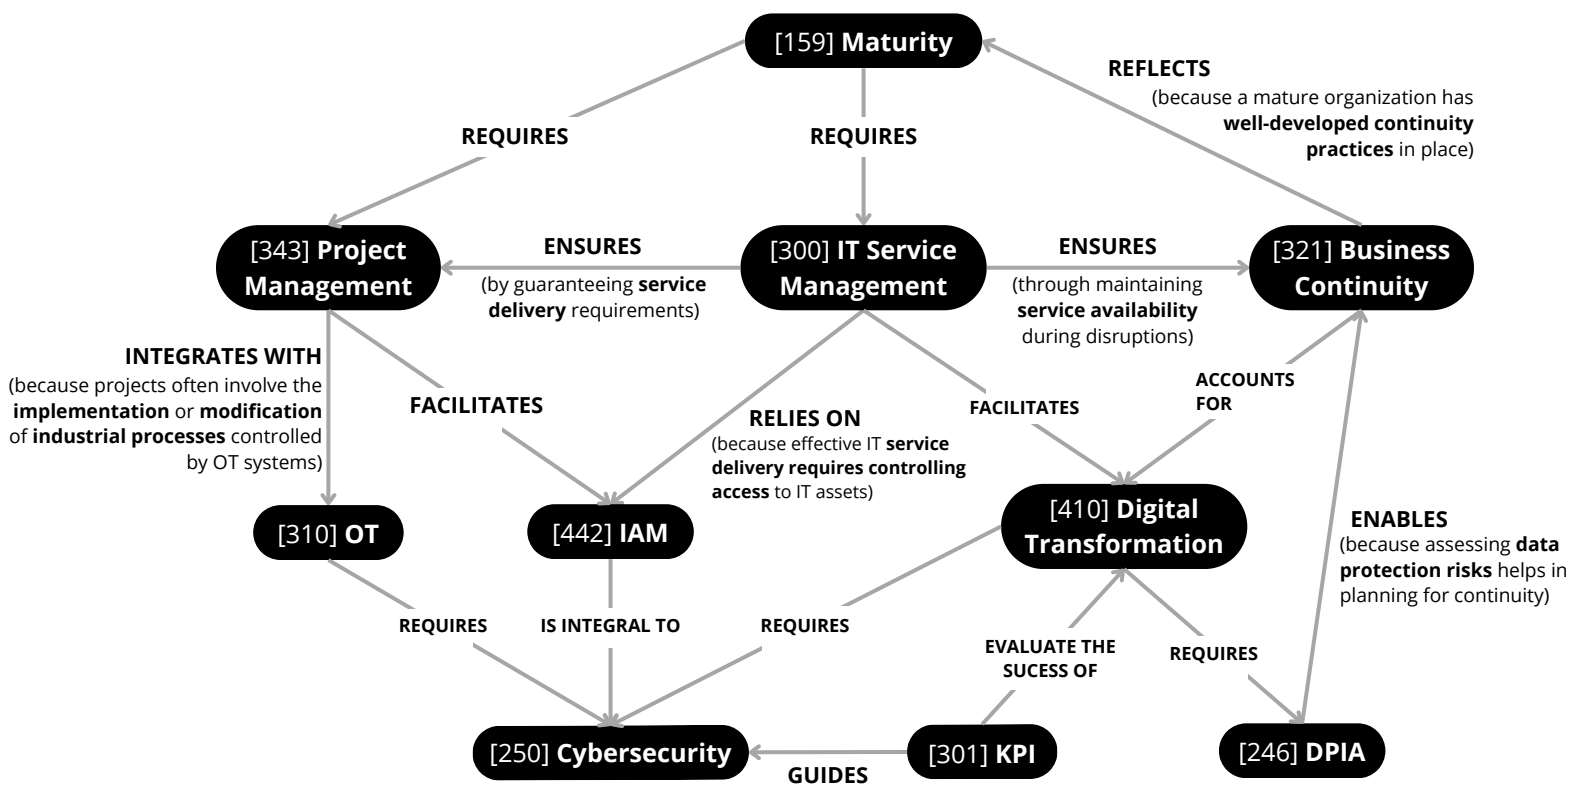 [159] Maturity
REFLECTS
(because a mature organization has
well-developed continuity
practices in place)
REQUIRES
REQUIRES
[343] Project
Management
ENSURES
(by guaranteeing service
delivery requirements)
[300] IT Service
Management
ENSURES
(through maintaining
service availability
during disruptions)
[321] Business
Continuity
INTEGRATES WITH
(because projects often involve the
implementation or modification
of industrial processes controlled
by OT systems)
FACILITATES
RELIES ON
(because effective IT service
delivery requires controlling
access to IT assets)
FACILITATES
ACCOUNTS
FOR
[310] OT
[442] IAM
[410] Digital
Transformation
ENABLES
(because assessing data
protection risks helps in
planning for continuity)
REQUIRES
IS INTEGRAL TO
REQUIRES
EVALUATE THE
SUCESS OF
REQUIRES
[250] Cybersecurity
GUIDES
[301] KPI
[246] DPIA